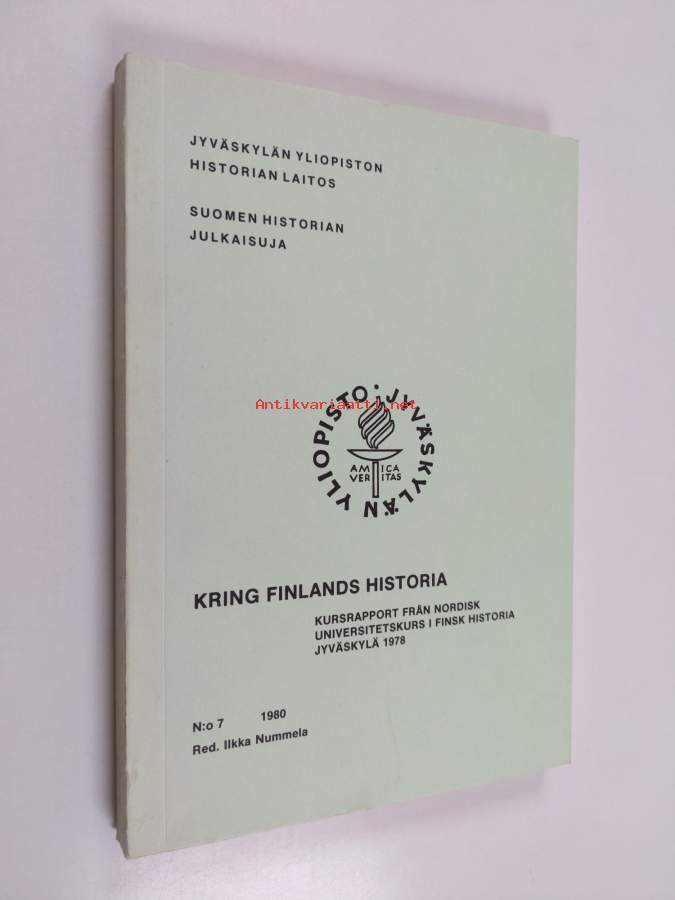 JYVÄSKYLÄN YLIOPISTON
HISTORIAN LAITOS
SUOMEN HISTORIAN
JULKAISUJA
JYVÄSKYLÄN YLIOPISTO ·
Antikvariaatti.net
AMICA
VERITAS
KRING FINLANDS HISTORIA
KURSRAPPORT FRÅN NORDISK
UNIVERSITETSKURS I FINSK HISTORIA
JYVÄSKYLÄ 1978
N:o 7 1980
Red. Ilkka Nummela